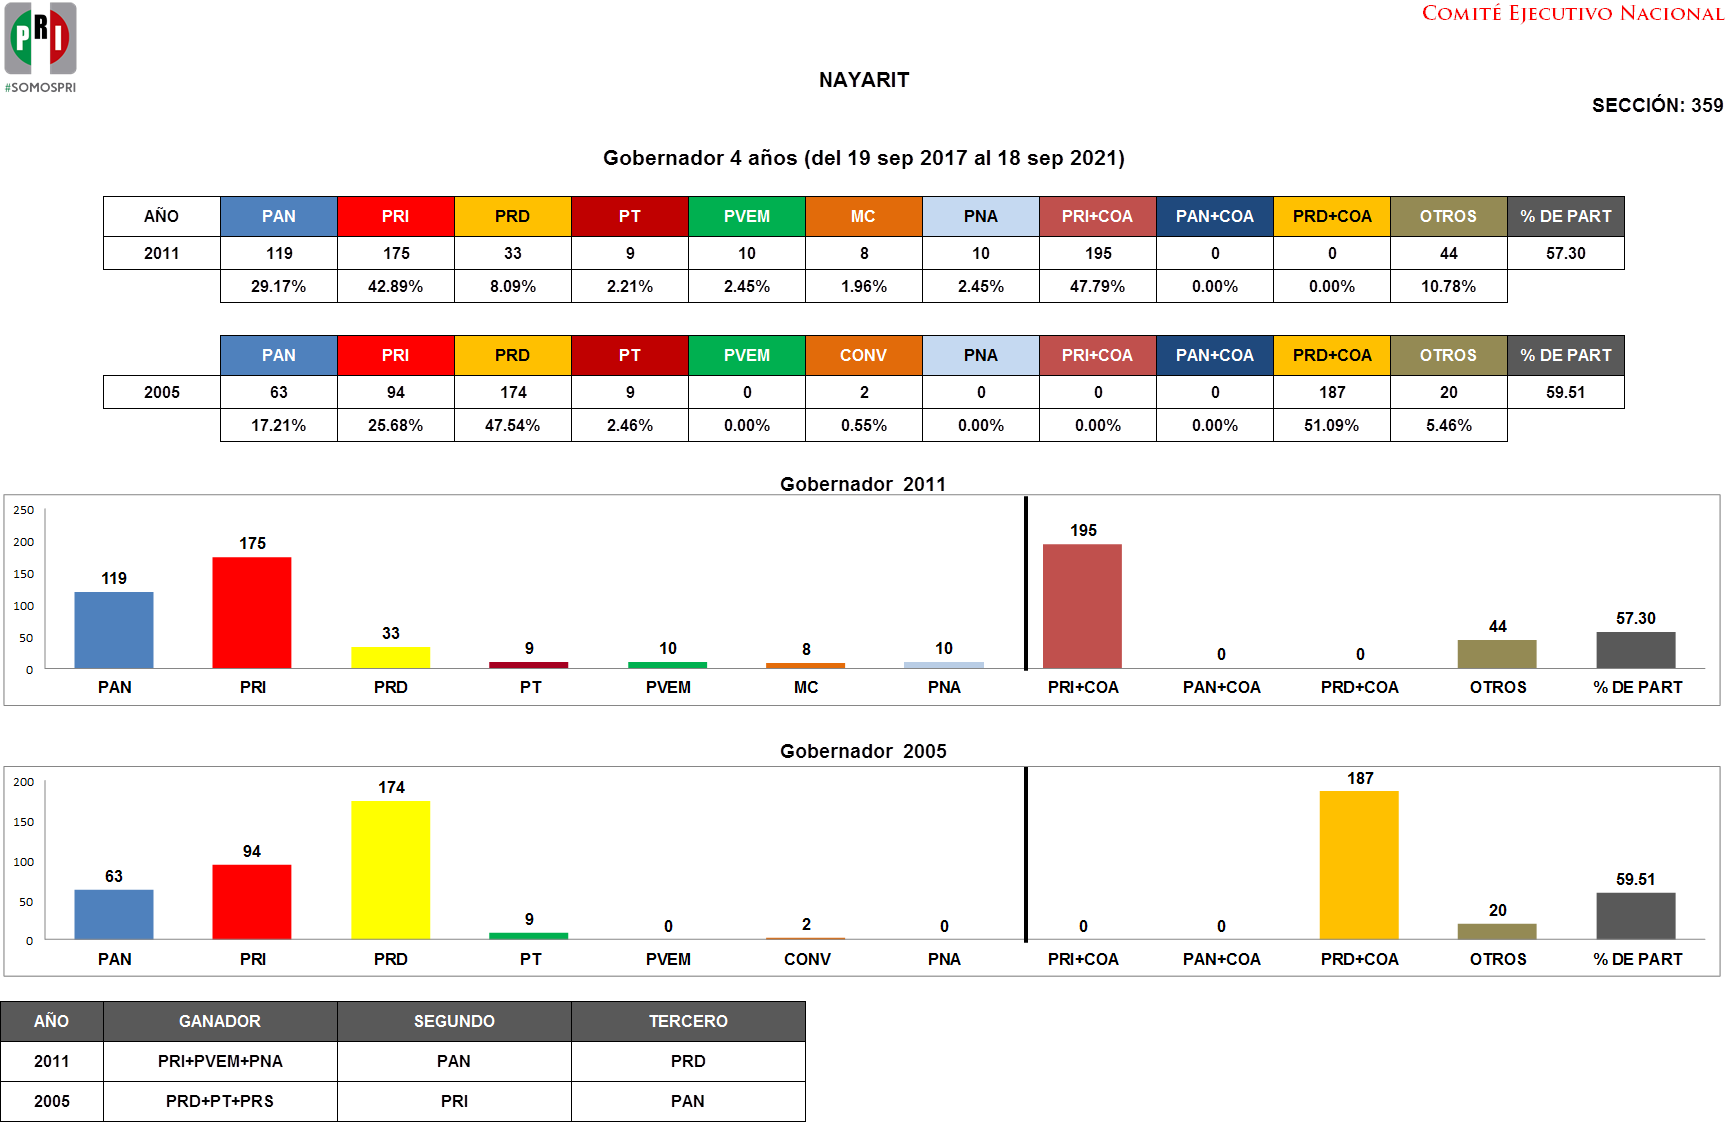 PRI
#SOMOSPRI
COMITÉ EJECUTIVO NACIONAL
NAYARIT
SECCIÓN: 359
Gobernador 4 años (del 19 sep 2017 al 18 sep 2021)
AÑO PAN PRI PRD PT PVEM MC PNA PRI+COA PAN+COA PRD+COA OTROS % DE PART
2011 119 175 33 9 10 8 10 195 0 0 44 57.30
29.17% 42.89% 8.09% 2.21% 2.45% 1.96% 2.45% 47.79% 0.00% 0.00% 10.78%
PAN PRI PRD PT PVEM CONV PNA PRI+COA PAN+COA PRD+COA OTROS % DE PART
2005 63 94 174 9 0 2 0 0 0 187 20 59.51
17.21% 25.68% 47.54% 2.46% 0.00% 0.55% 0.00% 0.00% 0.00% 51.09% 5.46%
Gobernador 2011
250
200
150
100
50
0
119 175 33 9 10 8 10 195 0 0 44 57.30
PAN PRI PRD PT PVEM MC PNA PRI+COA PAN+COA PRD+COA OTROS % DE PART
Gobernador 2005
200
150
100
50
0
63 94 174 9 0 2 0 0 0 187 20 59.51
PAN PRI PRD PT PVEM CONV PNA PRI+COA PAN+COA PRD+COA OTROS % DE PART
AÑO GANADOR SEGUNDO TERCERO
2011 PRI+PVEM+PNA PAN PRD
2005 PRD+PT+PRS PRI PAN